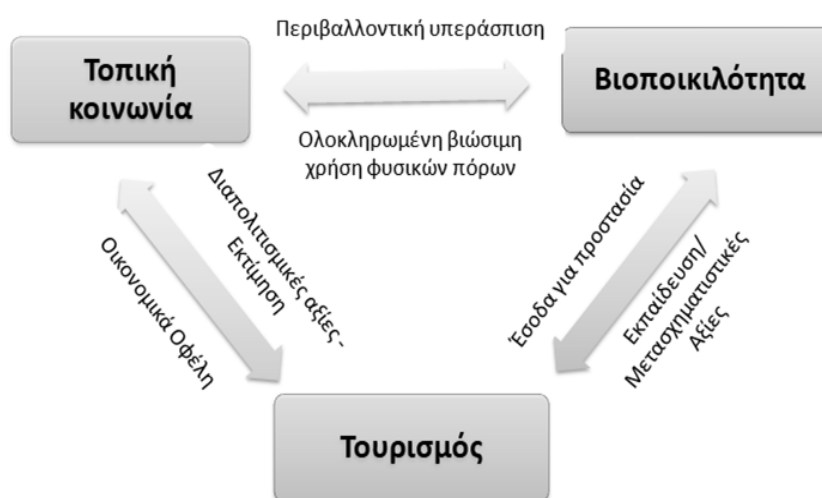 Περιβαλλοντική υπεράσπιση
Τοπική
κοινωνία
Βιοποικιλότητα
Ολοκληρωμένη βιώσιμη
χρήση φυσικών πόρων
Οικονομικά Οφέλη
Διαπολιτισμικές αξίες -
Εκτίμηση
Έσοδα για προστασία
Εκπαίδευση/
Μετασχηματιστικές
Αξίες
Τουρισμός